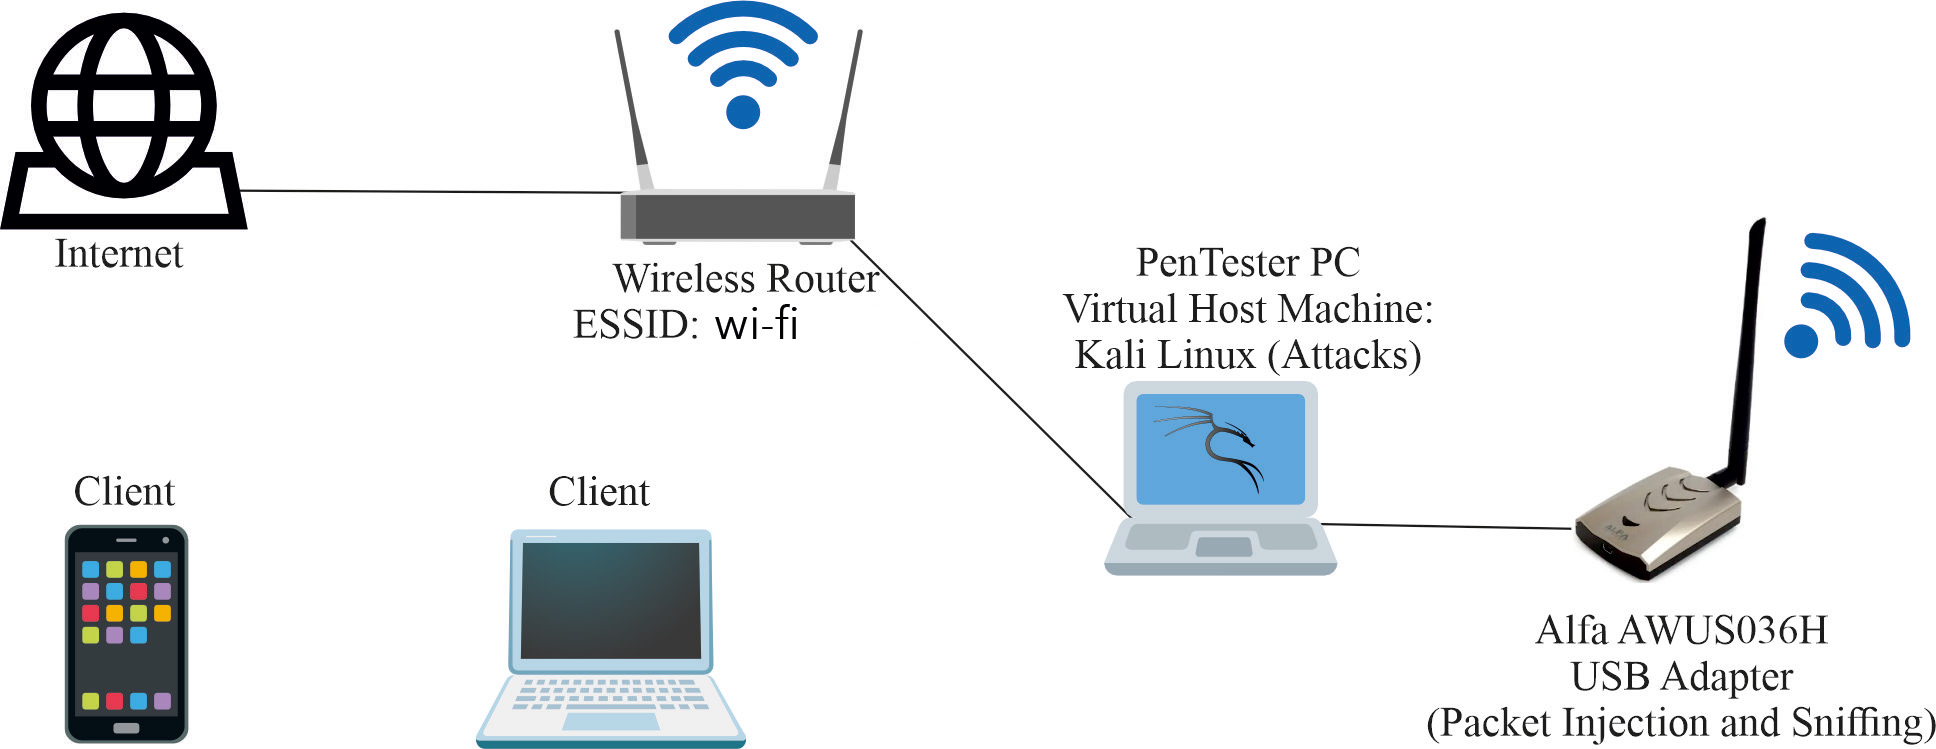 Internet
Wireless Router
ESSID: wi-fi
PenTester PC
Virtual Host Machine:
Kali Linux (Attacks)
Client
Client
ALFA
Alfa AWUS036H
USB Adapter
(Packet Injection and Sniffing)